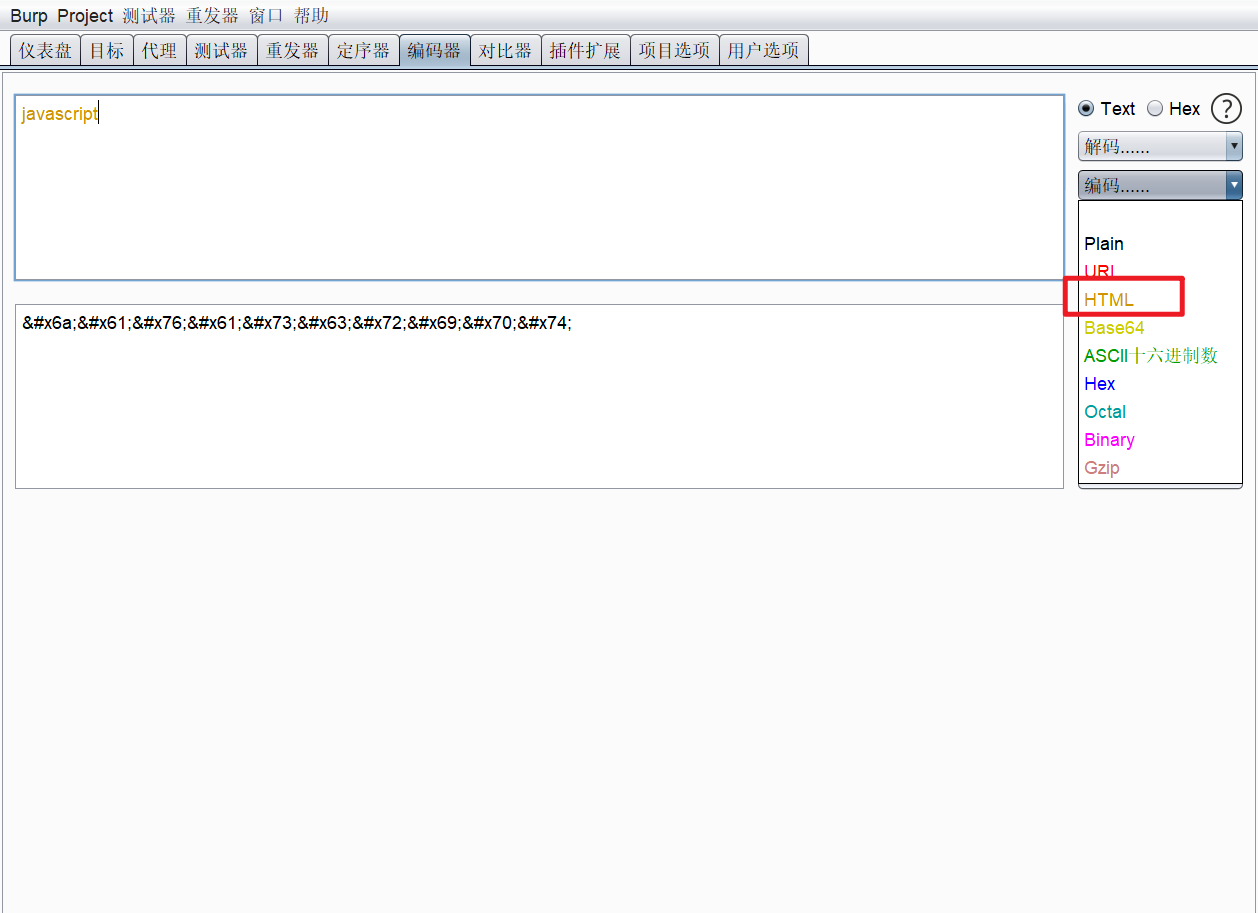 Burp Project 测试器 重发器 窗口 帮助
仪表盘 目标 代理 测试器 重发器 定序器 编码器 对比器 插件扩展 项目选项 用户选项
javascript
Text Hex ?
解码......
编码......
Plain
URL
HTML
Base64
ASCII十六进制数
Hex
Octal
Binary
Gzip
&#x6a;&#x61;&#x76;&#x61;&#x73;&#x63;&#x72;&#x69;&#x70;&#x74;